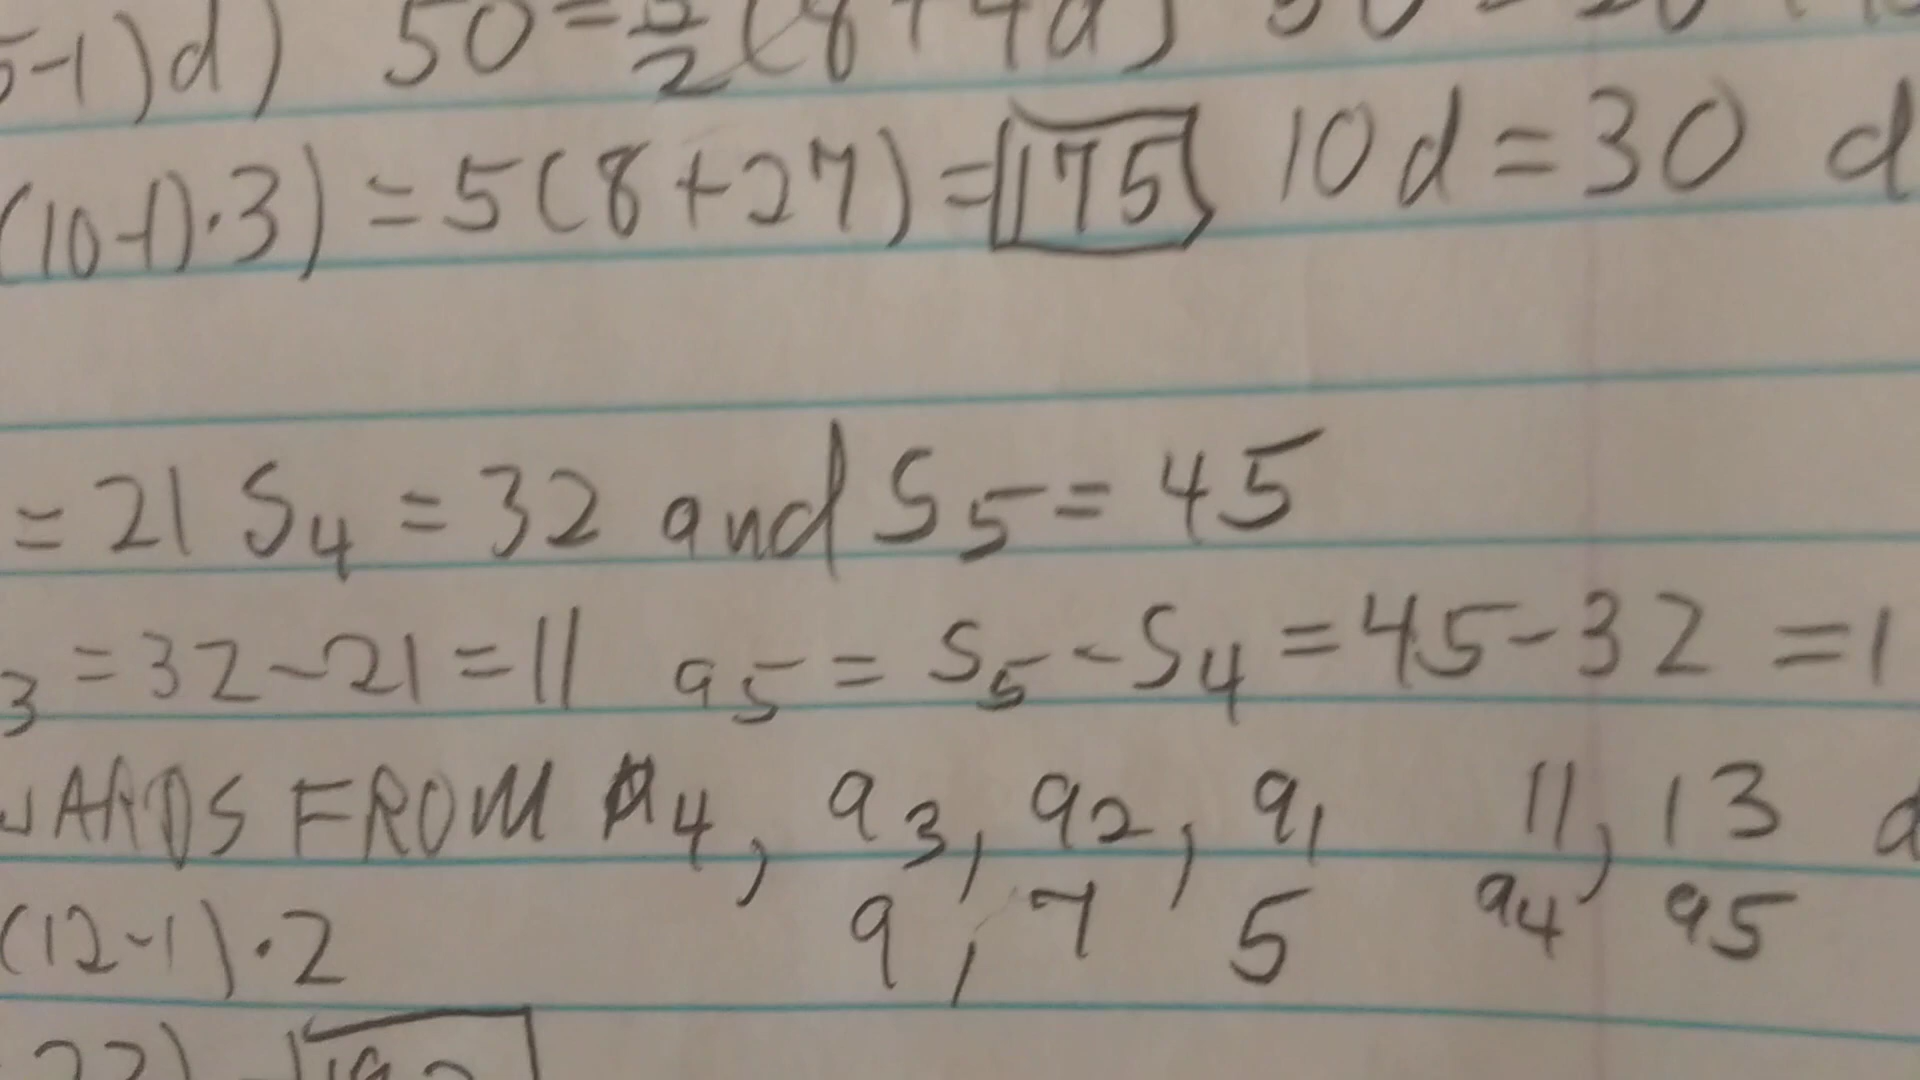 5-1)d) 50=5/2(8+4d)
(10-1)·3)=5(8+27)=175 10d=30 d
=21 S4=32 and S5=45
3=32-21=11 a5=S5-S4=45-32=1
WARDS FROM a4, a3, a2, a1 11, 13 d
(12-1)·2 9, 7 5 a4 a5
22)